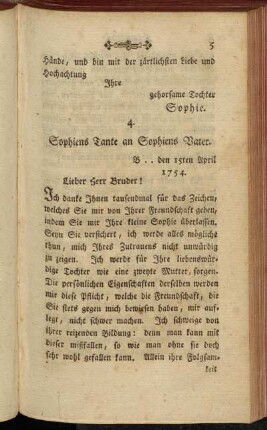 5
Hände, und bin mit der zärtlichsten Liebe und
Hochachtung
Ihre
gehorsame Tochter
Sophie.
4.
Sophiens Tante an Sophiens Vater.
B . . den 15ten April
1754.
Lieber Herr Bruder!
Ich danke Ihnen tausendmal für das Zeichen,
welches Sie mir von Ihrer Freundschaft geben,
indem Sie mir Ihre kleine Sophie überlassen.
Seyn Sie versichert, ich werde alles mögliche
thun, mich Ihres Zutrauens nicht unwürdig
zu zeigen. Ich werde für Ihre liebenswür-
dige Tochter wie eine zweyte Mutter, sorgen.
Die persönlichen Eigenschaften derselben werden
mir diese Pflicht, welche die Freundschaft, die
Sie stets gegen mich bewiesen haben, mir auf-
legt, nicht schwer machen. Ich schweige von
ihrer reizenden Bildung: denn man kann mit
dieser mißfallen, so wie man ohne sie doch
sehr wohl gefallen kann. Allein ihre Folgsam-
keit